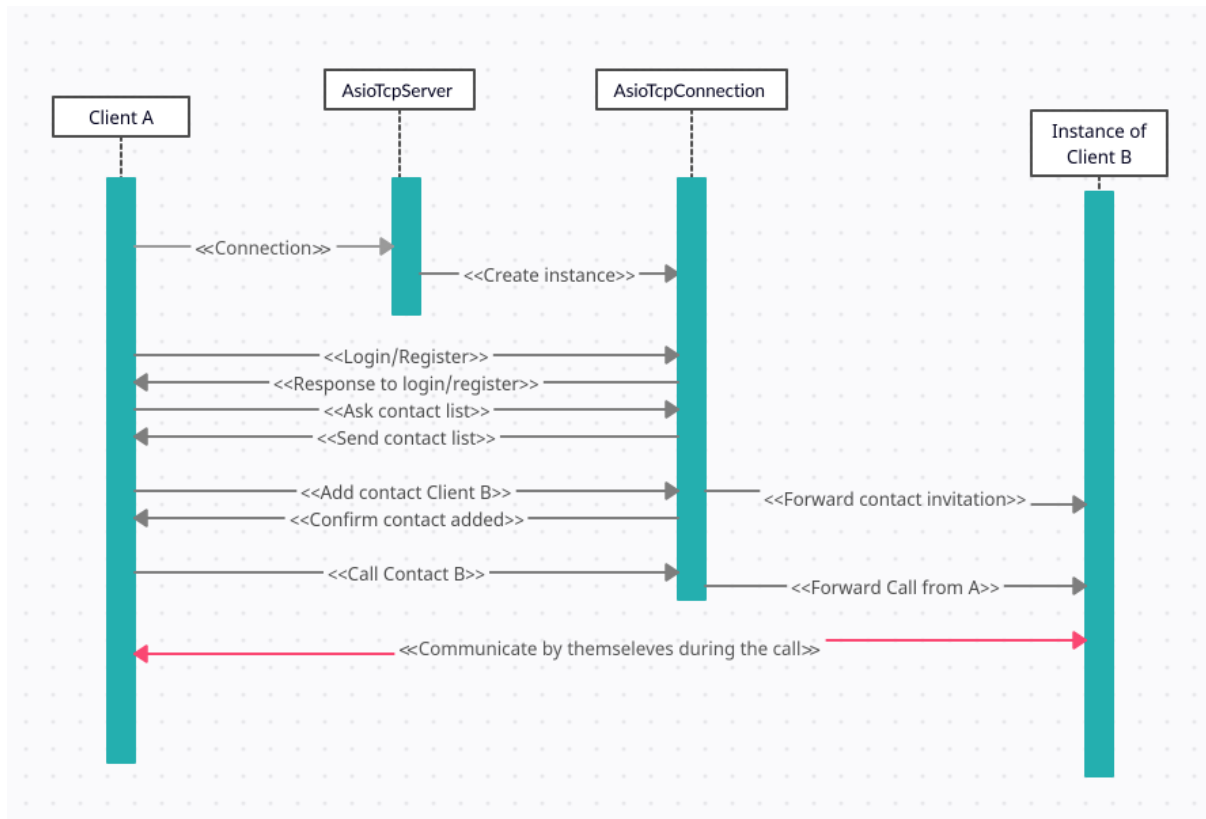 AsioTcpServer
AsioTcpConnection
Client A
Instance of
Client B
<<Connection>>
<<Create instance>>
<<Login/Register>>
<<Response to login/register>>
<<Ask contact list>>
<<Send contact list>>
<<Add contact Client B>>
<<Forward contact invitation>>
<<Confirm contact added>>
<<Call Contact B>>
<<Forward Call from A>>
<<Communicate by themseleves during the call>>